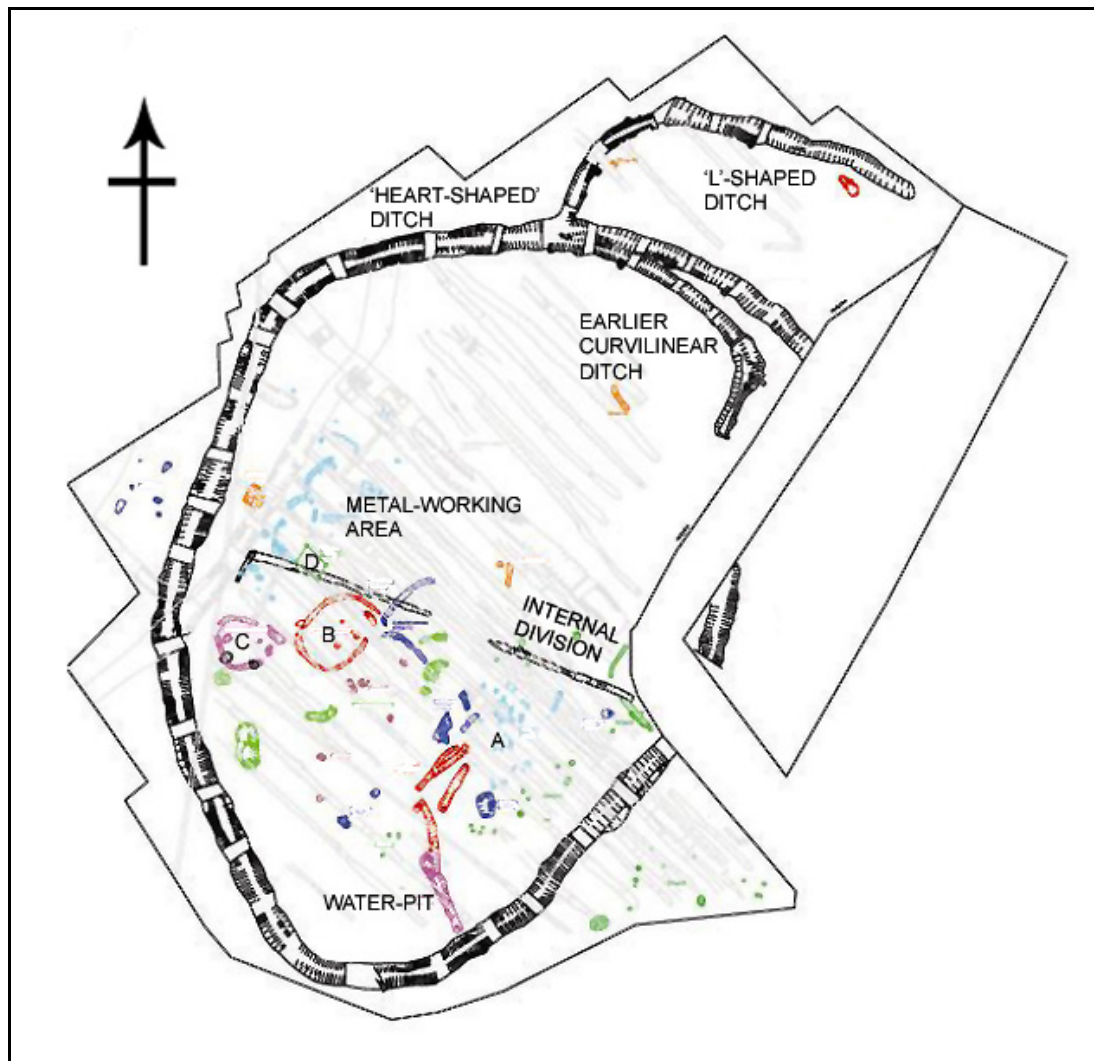 'HEART-SHAPED'
DITCH
'L'-SHAPED
DITCH
EARLIER
CURVILINEAR
DITCH
METAL-WORKING
AREA
D
INTERNAL
DIVISION
B
C
A
WATER-PIT